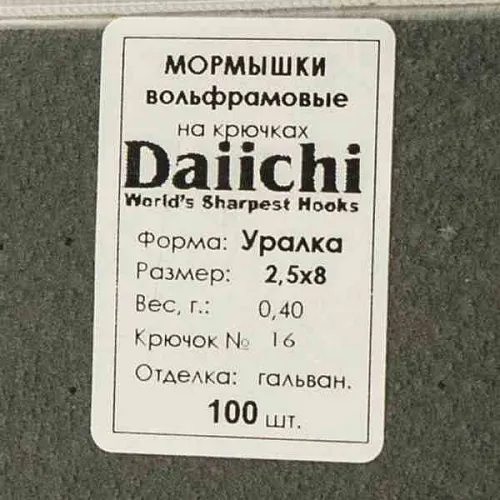 МОРМЫШКИ
вольфрамовые
на крючках
Daiichi
World's Sharpest Hooks
Форма: Уралка
Размер: 2,5х8
Вес, г.: 0,40
Крючок № 16
Отделка: гальван.
100 шт.